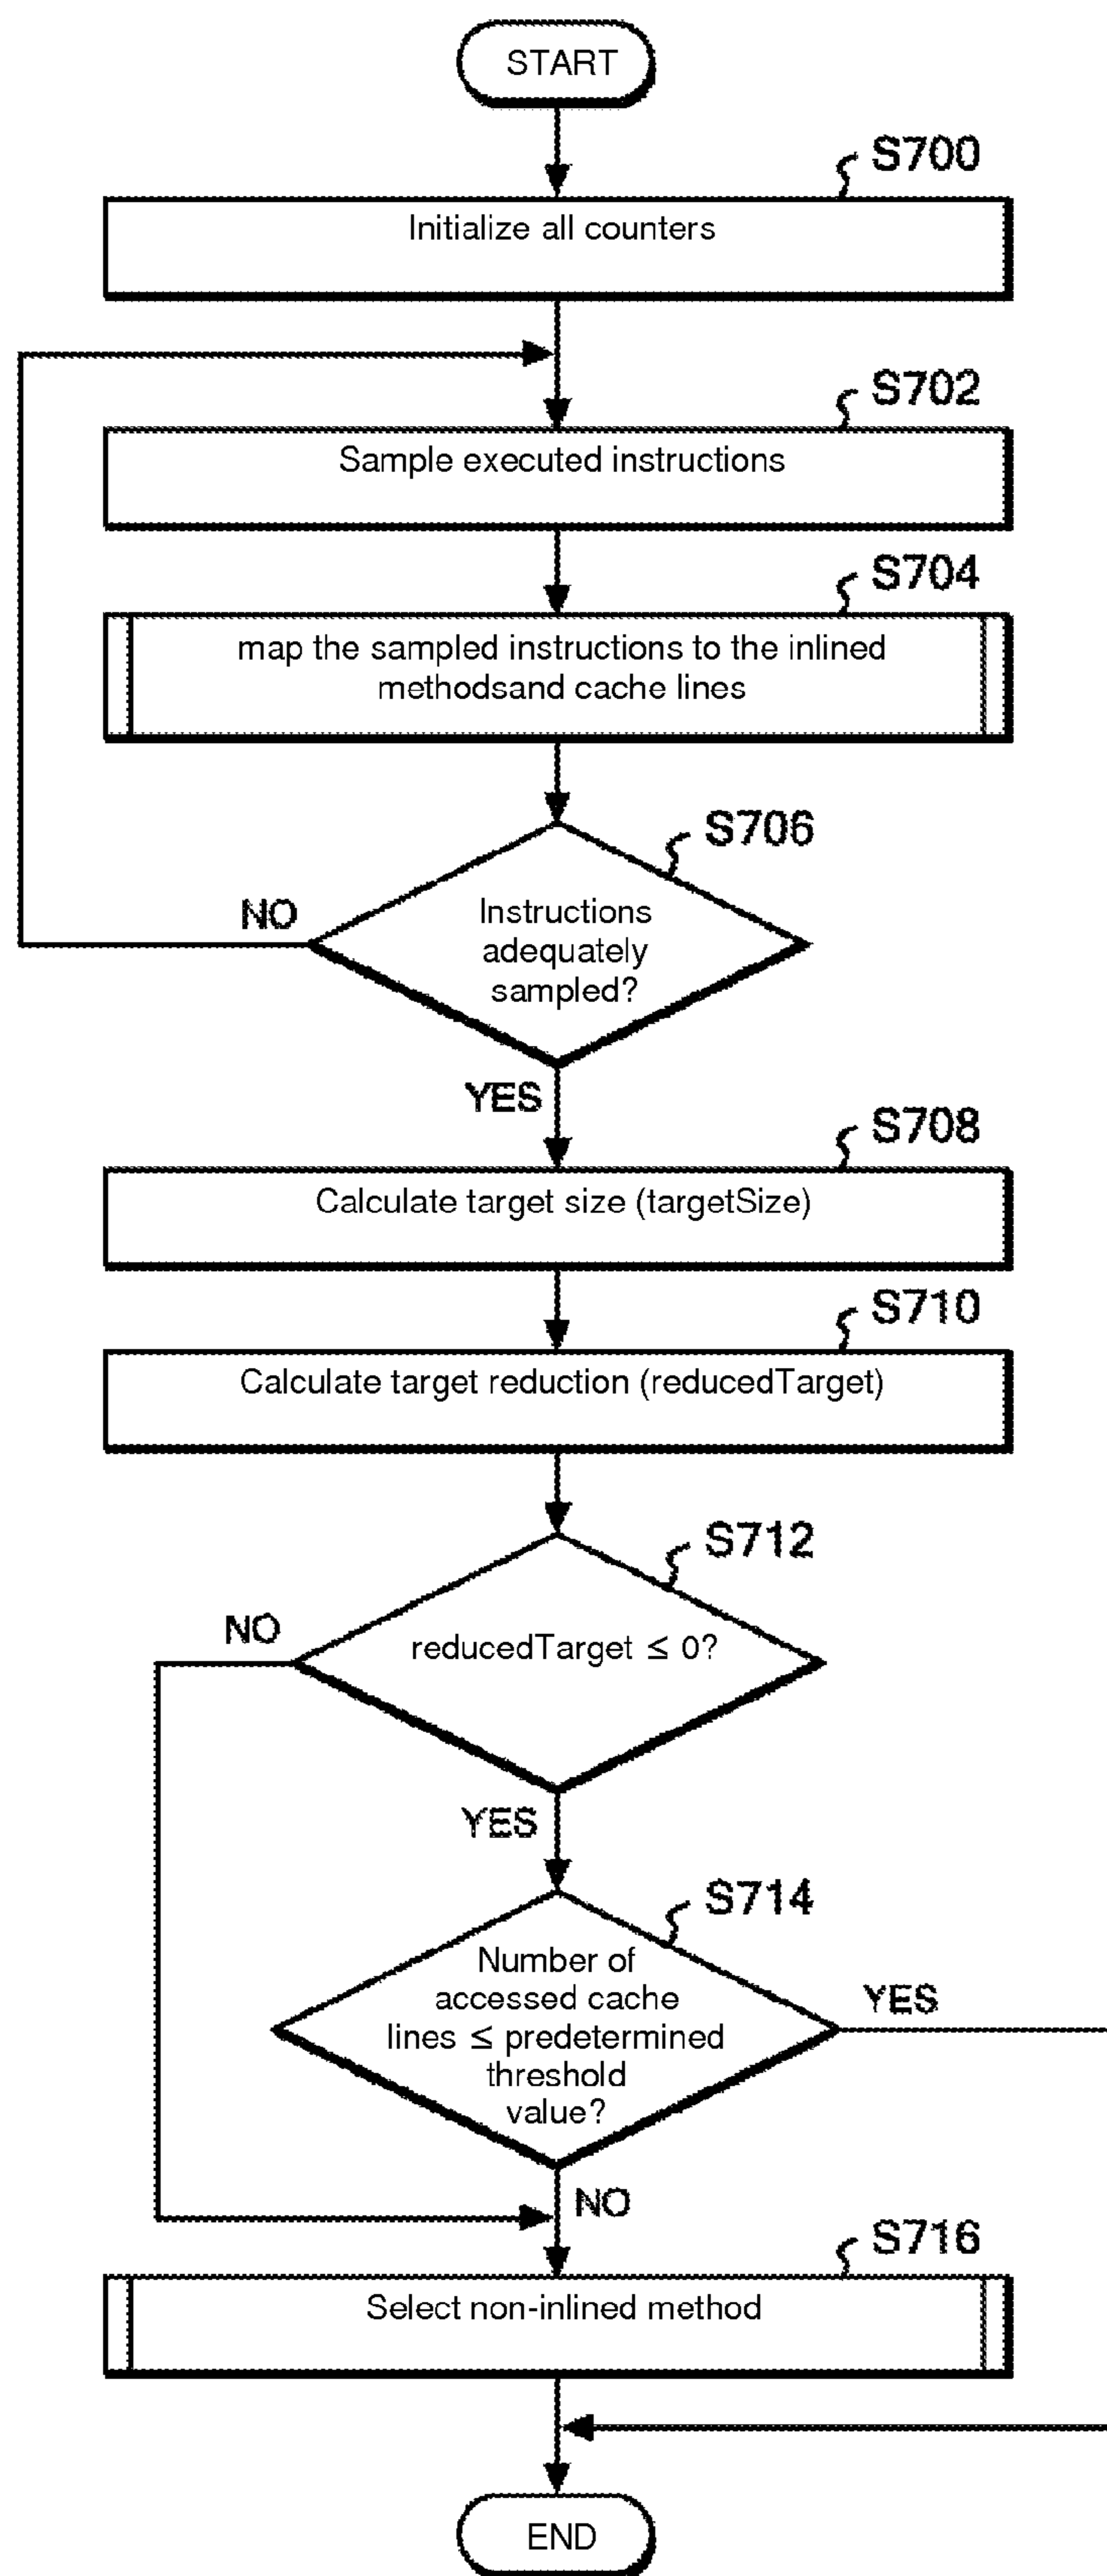 START
S700
Initialize all counters
S702
Sample executed instructions
S704
map the sampled instructions to the inlined
methodsand cache lines
S706
NO
Instructions
adequately
sampled?
YES
S708
Calculate target size (targetSize)
S710
Calculate target reduction (reducedTarget)
S712
NO
reducedTarget ≤ 0?
YES
S714
Number of
accessed cache
lines ≤ predetermined
threshold
value?
YES
NO
S716
Select non-inlined method
END